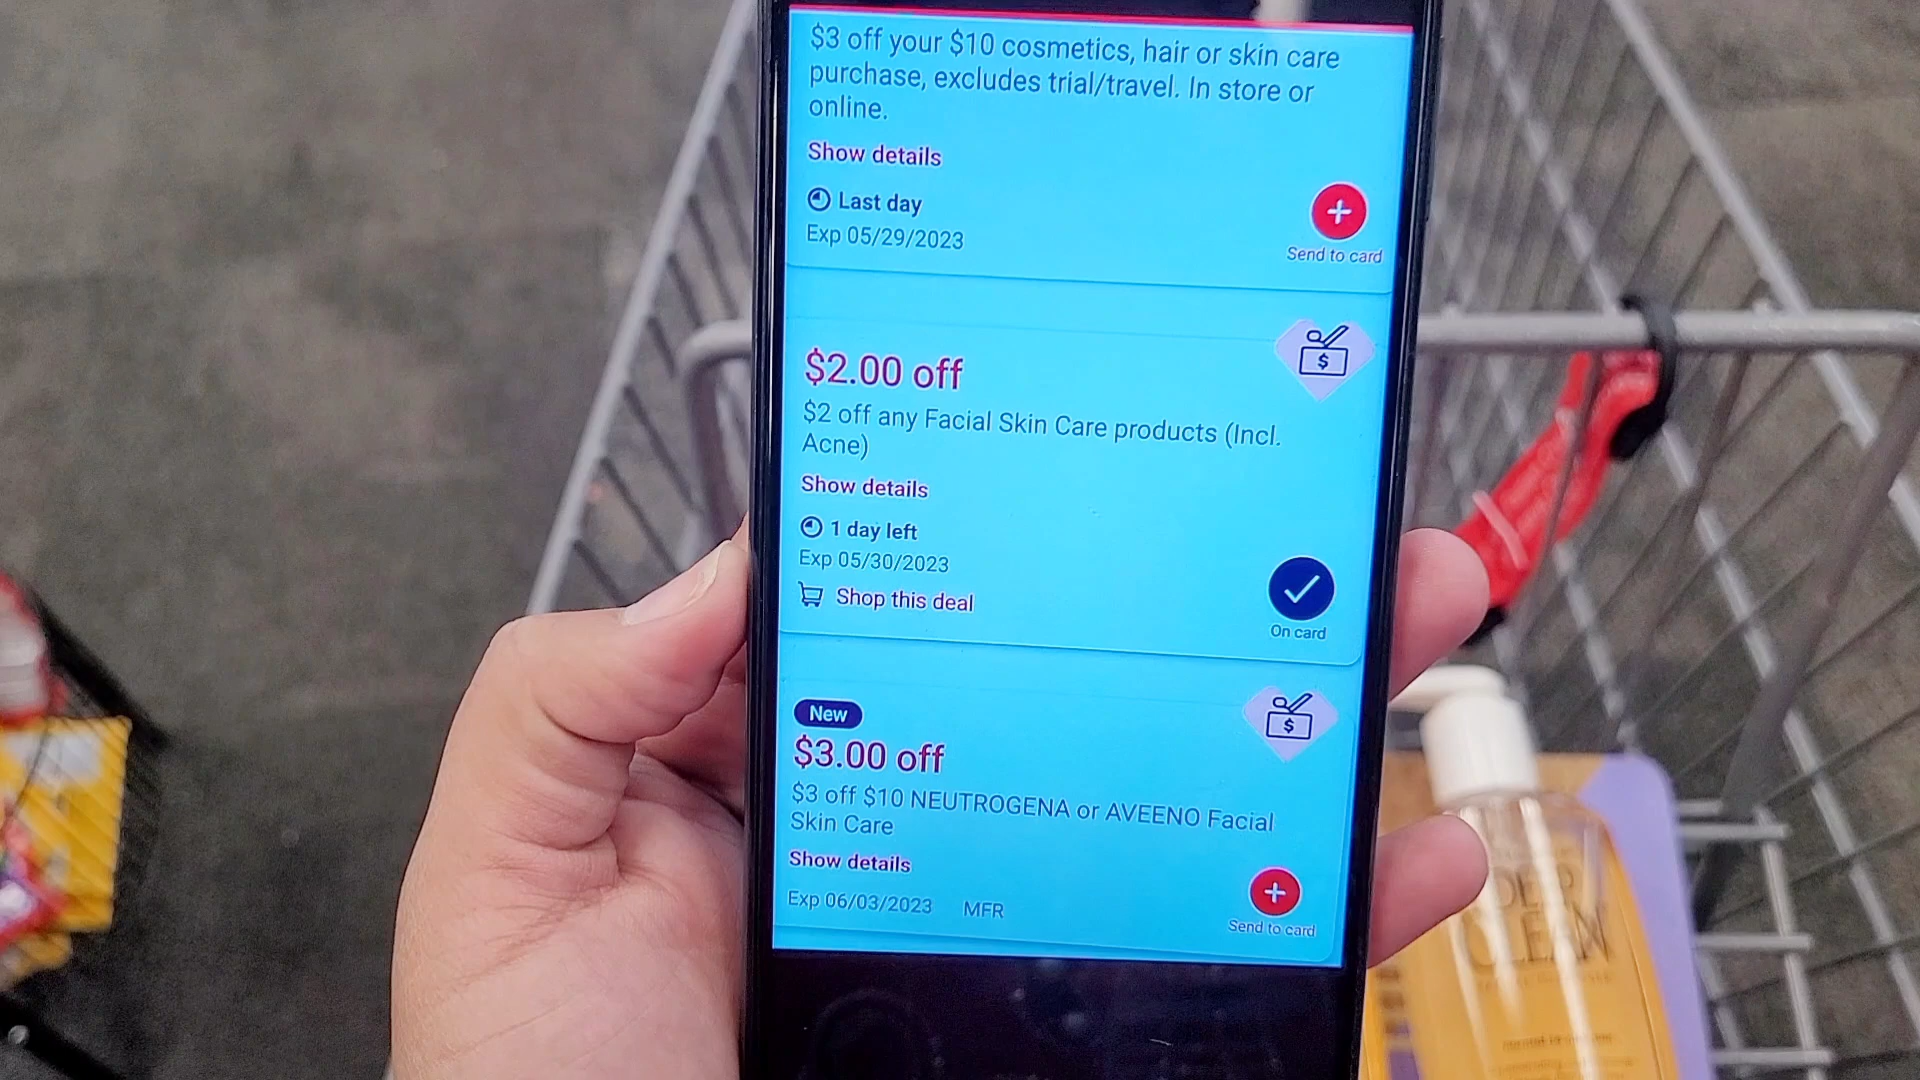 $3 off your $10 cosmetics, hair or skin care
purchase, excludes trial/travel. In store or
online.
Show details
Last day
Exp 05/29/2023
Send to card
$
$2.00 off
$2 off any Facial Skin Care products (Incl.
Acne)
Show details
1 day left
Exp 05/30/2023
Shop this deal
On card
New
$
$3.00 off
$3 off $10 NEUTROGENA or AVEENO Facial
Skin Care
Show details
Exp 06/03/2023 MFR
Send to card
DEEP
CLEAN